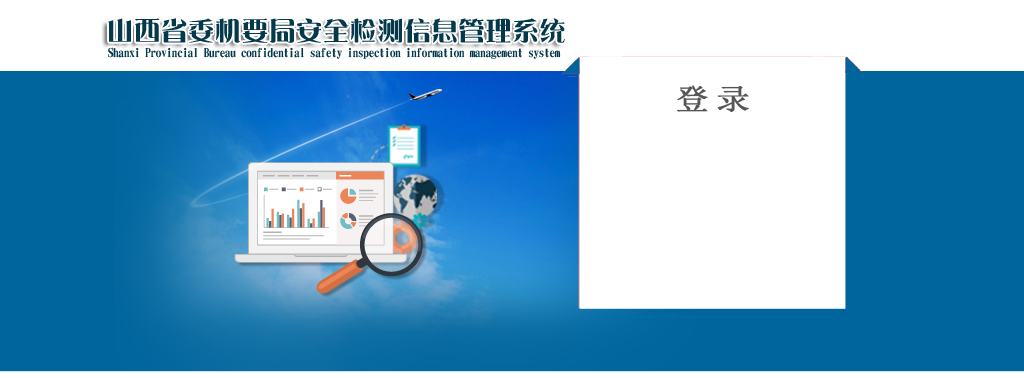 山西省委机要局安全检测信息管理系统
Shanxi Provincial Bureau confidential safety inspection information management system
登录